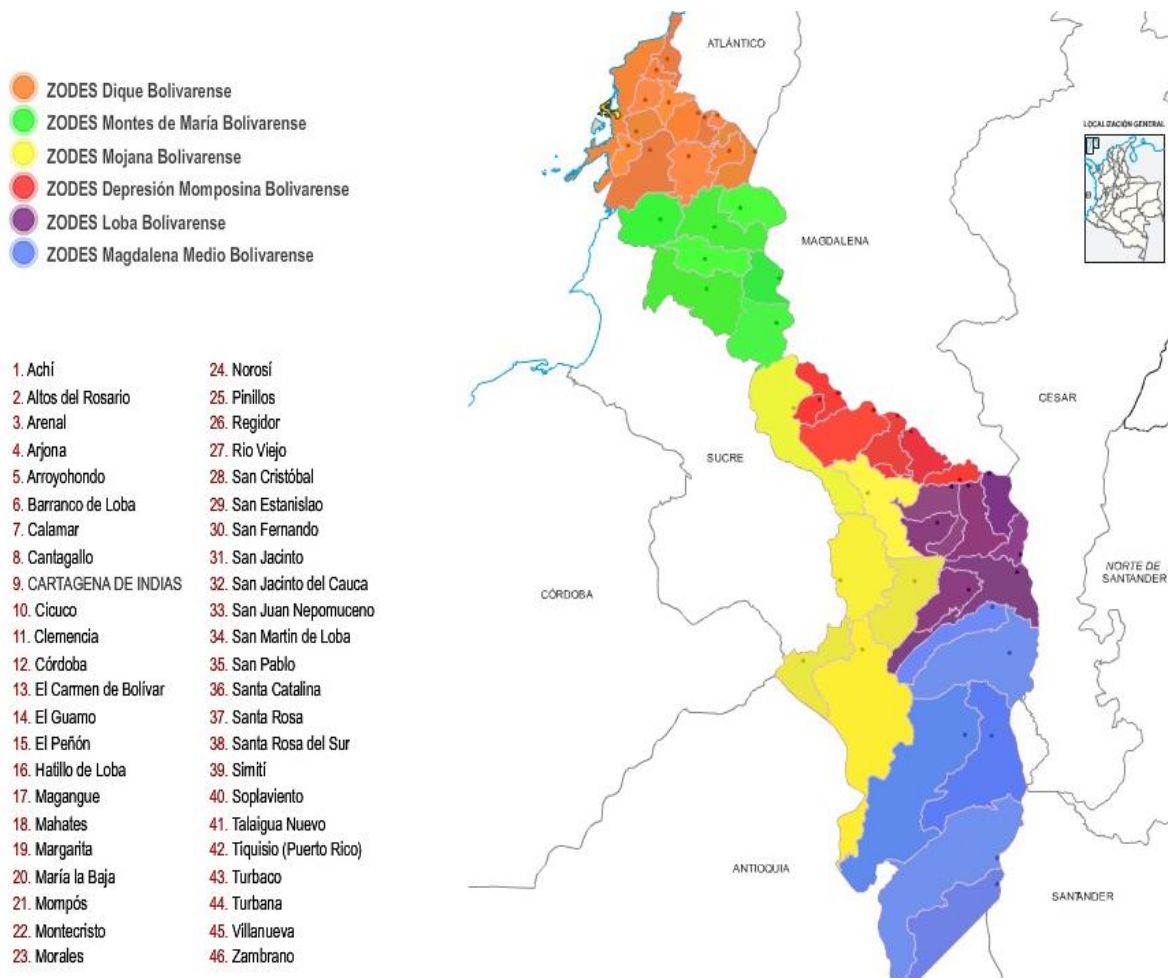 ZODES Dique Bolivarense
ZODES Montes de María Bolivarense
ZODES Mojana Bolivarense
ZODES Depresión Momposina Bolivarense
ZODES Loba Bolivarense
ZODES Magdalena Medio Bolivarense
1. Achí
2. Altos del Rosario
3. Arenal
4. Arjona
5. Arroyohondo
6. Barranco de Loba
7. Calamar
8. Cantagallo
9. CARTAGENA DE INDIAS
10. Cicuco
11. Clemencia
12. Córdoba
13. El Carmen de Bolívar
14. El Guamo
15. El Peñón
16. Hatillo de Loba
17. Magangue
18. Mahates
19. Margarita
20. María la Baja
21. Mompós
22. Montecristo
23. Morales
24. Norosí
25. Pinillos
26. Regidor
27. Rio Viejo
28. San Cristóbal
29. San Estanislao
30. San Fernando
31. San Jacinto
32. San Jacinto del Cauca
33. San Juan Nepomuceno
34. San Martin de Loba
35. San Pablo
36. Santa Catalina
37. Santa Rosa
38. Santa Rosa del Sur
39. Simití
40. Soplaviento
41. Talaigua Nuevo
42. Tiquisio (Puerto Rico)
43. Turbaco
44. Turbana
45. Villanueva
46. Zambrano
ATLÁNTICO
LOCALIZACIÓN GENERAL
MAGDALENA
CESAR
SUCRE
NORTE DE
SANTANDER
CÓRDOBA
ANTIOQUIA
SANTANDER